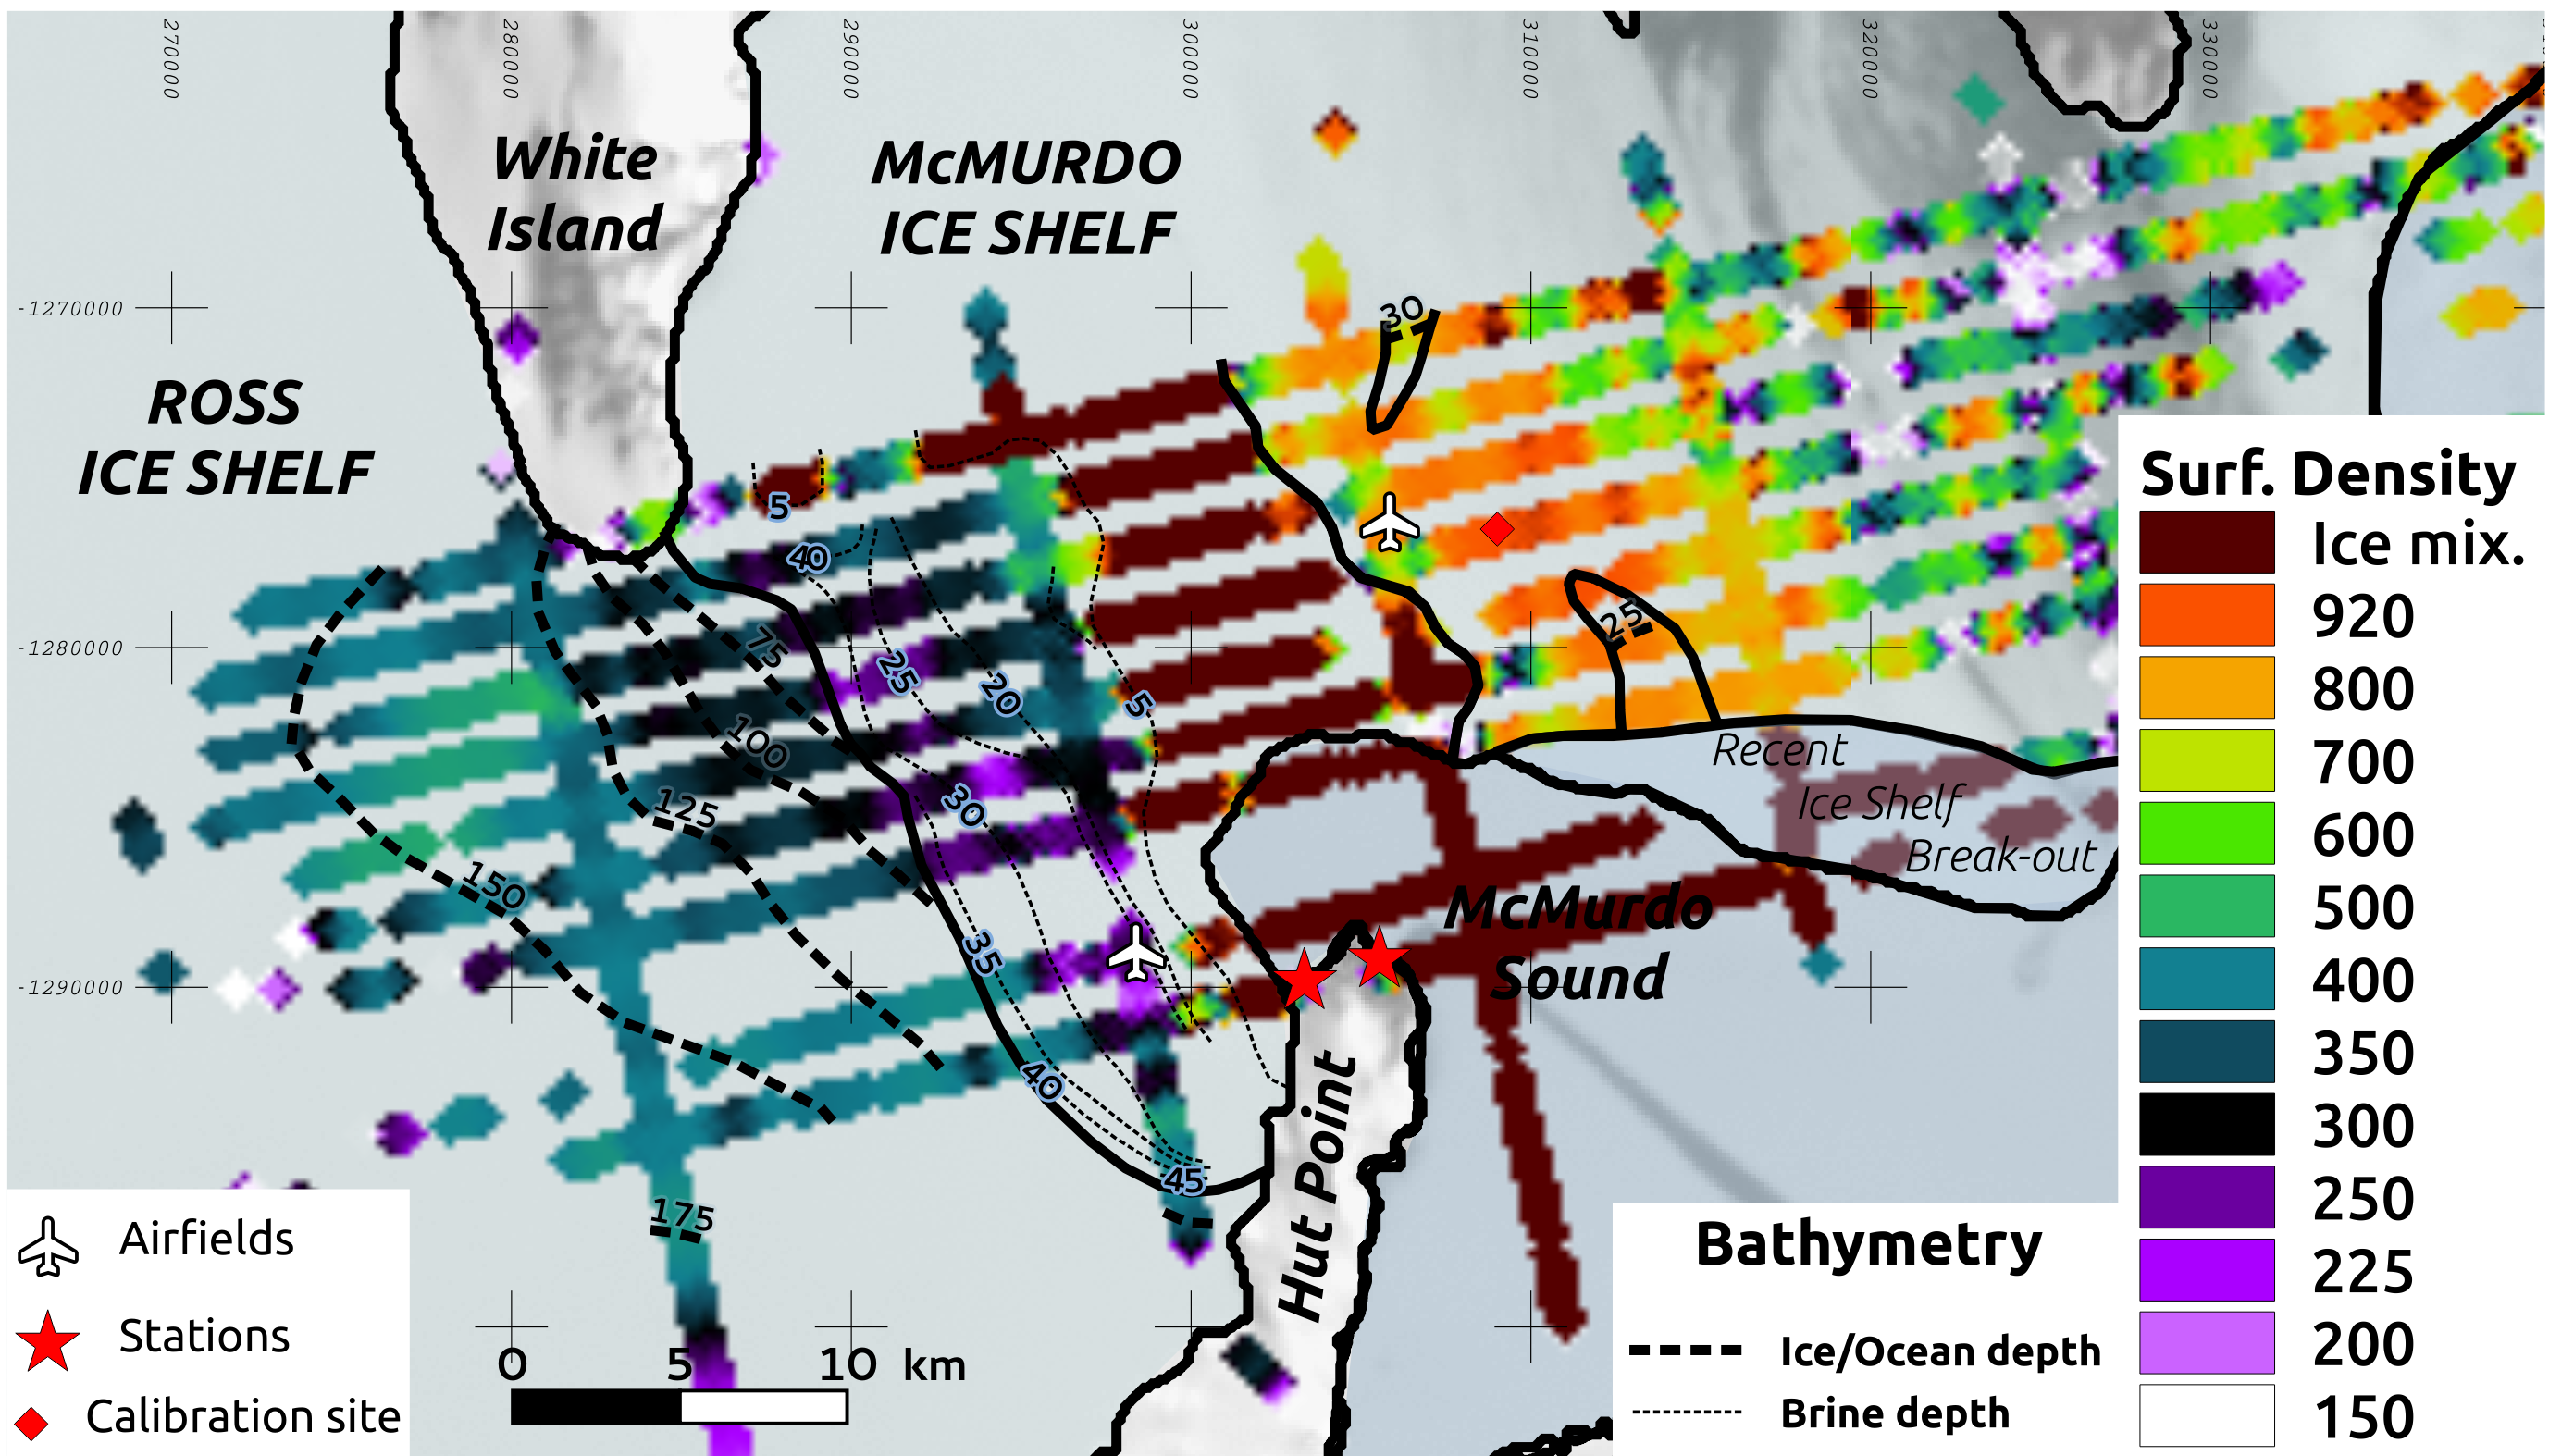 270000
280000
290000
300000
310000
320000
330000
White
Island
McMURDO
ICE SHELF
-1270000
30
ROSS
ICE SHELF
5
40
25
-1280000
75
25
20
5
100
Recent
125
30
Ice Shelf
Break-out
150
McMurdo
35
Sound
-1290000
40
45
175
Hut Point
Surf. Density
Ice mix.
920
800
700
600
500
400
350
300
250
225
200
150
Airfields
Stations
Calibration site
0 5 10 km
Bathymetry
Ice/Ocean depth
Brine depth